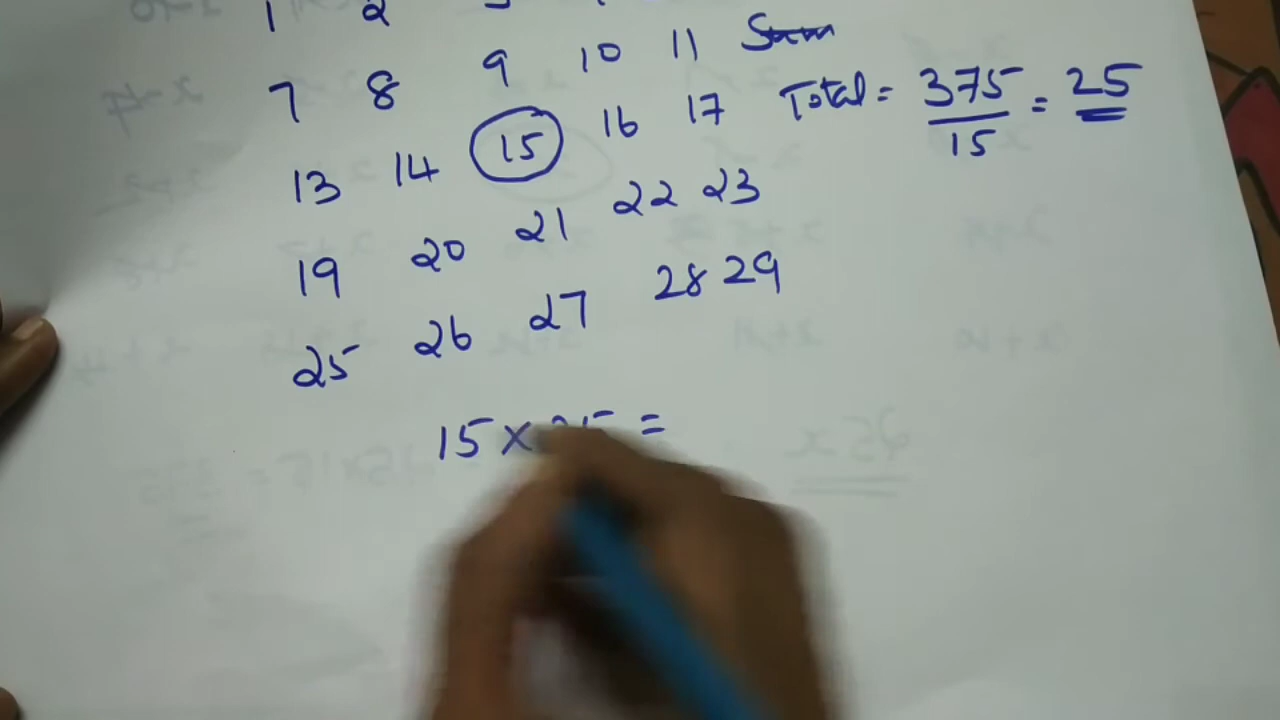 1 2
7 8 9 10 11
13 14 15 16 17 Total = 375/15 = 25
19 20 21 22 23
25 26 27 28 29
15 × 25 =